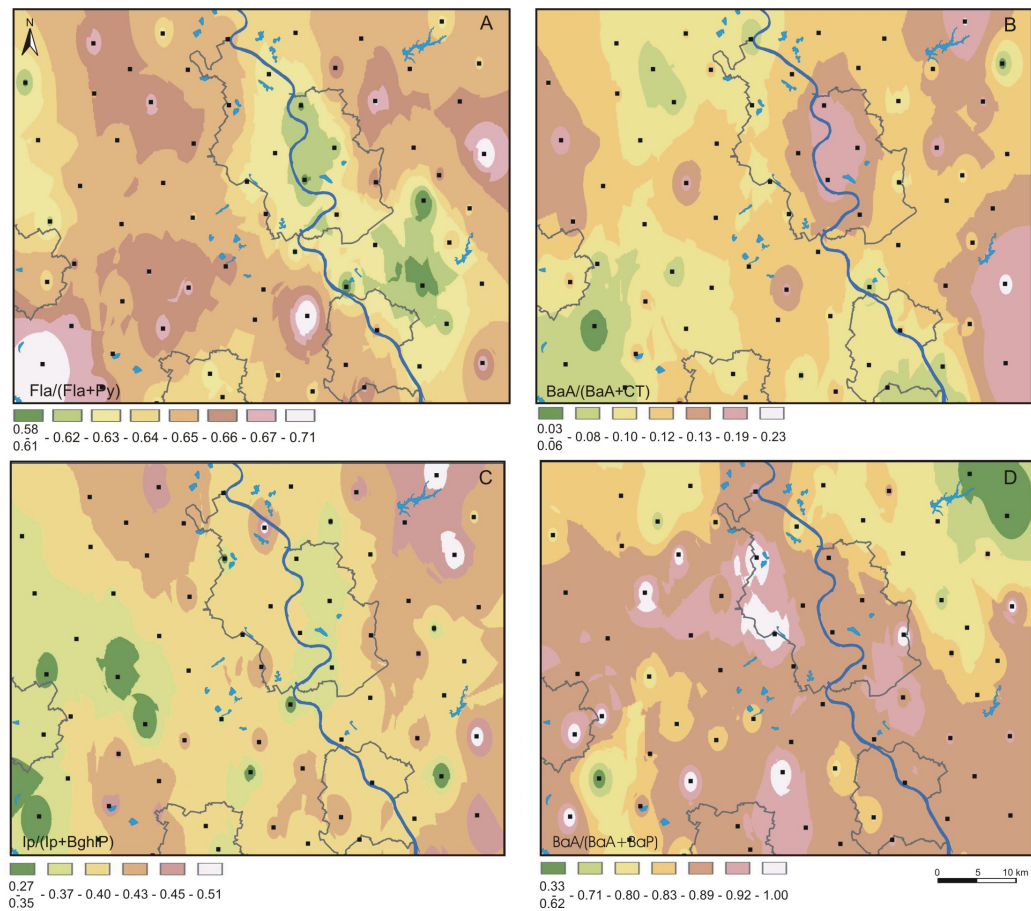 N
A
Fla/(Fla+Py)
0.58
-
0.61 - 0.62 - 0.63 - 0.64 - 0.65 - 0.66 - 0.67 - 0.71
B
BaA/(BaA+CT)
0.03
-
0.06 - 0.08 - 0.10 - 0.12 - 0.13 - 0.19 - 0.23
C
Ip/(Ip+BghiP)
0.27
-
0.35 - 0.37 - 0.40 - 0.43 - 0.45 - 0.51
D
BaA/(BaA+BaP)
0.33
-
0.62 - 0.71 - 0.80 - 0.83 - 0.89 - 0.92 - 1.00
0 5 10 km